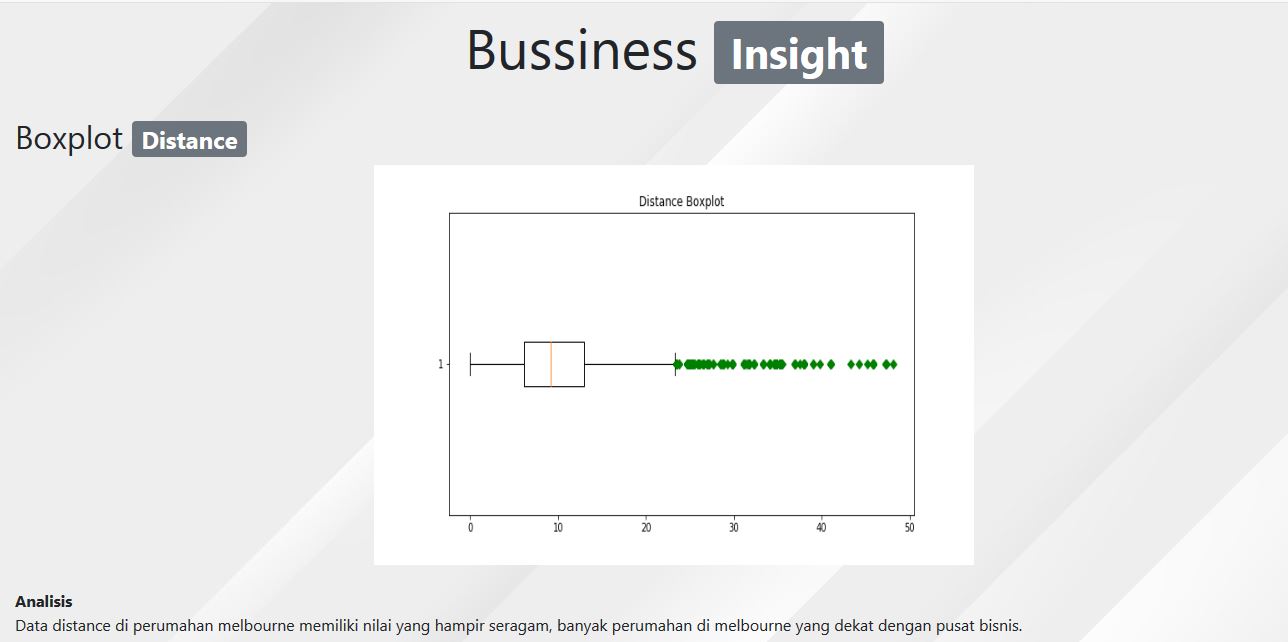 Bussiness Insight
Boxplot Distance
Distance Boxplot
1
0 10 20 30 40 50
Analisis
Data distance di perumahan melbourne memiliki nilai yang hampir seragam, banyak perumahan di melbourne yang dekat dengan pusat bisnis.